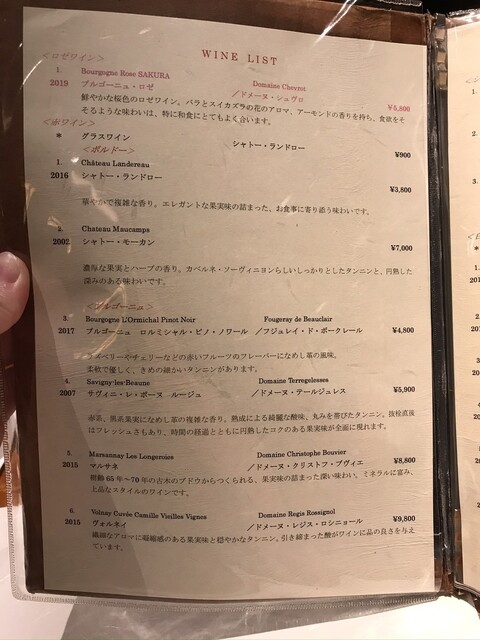 WINE LIST
＜ロゼワイン＞
1. Bourgogne Rose SAKURA Domaine Chevrot
2019 ブルゴーニュ・ロゼ ／ドメーヌ・シュヴロ ¥5,800
鮮やかな桜色のロゼワイン。バラとスイカズラの花のアロマ、アーモンドの香りを持ち、食欲をそ
そるような味わいは、特に和食にとてもよく合います。
＜赤ワイン＞
* グラスワイン シャトー・ランドロー ¥900
＜ボルドー＞
1. Château Landereau
2016 シャトー・ランドロー ¥3,800
華やかで複雑な香り。エレガントな果実味の詰まった、お食事に寄り添う味わいです。
2. Chateau Maucamps
2002 シャトー・モーカン ¥7,000
濃厚な果実とハーブの香り。カベルネ・ソーヴィニヨンらしいしっかりとしたタンニンと、円熟した
深みのある味わいです。
＜ブルゴーニュ＞
3. Bourgogne L'Ormichal Pinot Noir Fougeray de Beauclair
2017 ブルゴーニュ ロルミシャル・ピノ・ノワール ／フジュレイ・ド・ボークレール ¥4,800
ラズベリーやチェリーなどの赤いフルーツのフレーバーになめし革の風味。
柔軟で優しく、きめの細かいタンニンがあります。
4. Savigny-les-Beaune Domaine Terregelesses
2007 サヴィニ・レ・ボーヌ ルージュ ／ドメーヌ・テールジュレス ¥5,900
赤系、黒系果実になめし革の複雑な香り。熟成による綺麗な酸味、丸みを帯びたタンニン。抜栓直後
はフレッシュさもあり、時間の経過とともに円熟したコクのある果実味が全面に現れます。
5. Marsannay Les Longeroies Domaine Christophe Bouvier
2015 マルサネ ／ドメーヌ・クリストフ・ブヴィエ ¥8,800
樹齢 65 年～70 年の古木のブドウからつくられる、果実味の詰まった深い味わい。ミネラルに富み、
上品なスタイルのワインです。
6. Volnay Cuvée Camille Vieilles Vignes Domaine Regis Rossignol
2015 ヴォルネイ ／ドメーヌ・レジス・ロシニョール ¥9,800
繊細なアロマに凝縮感のある果実味と穏やかなタンニン。引き締まった酸がワインに品の良さを与え
ています。